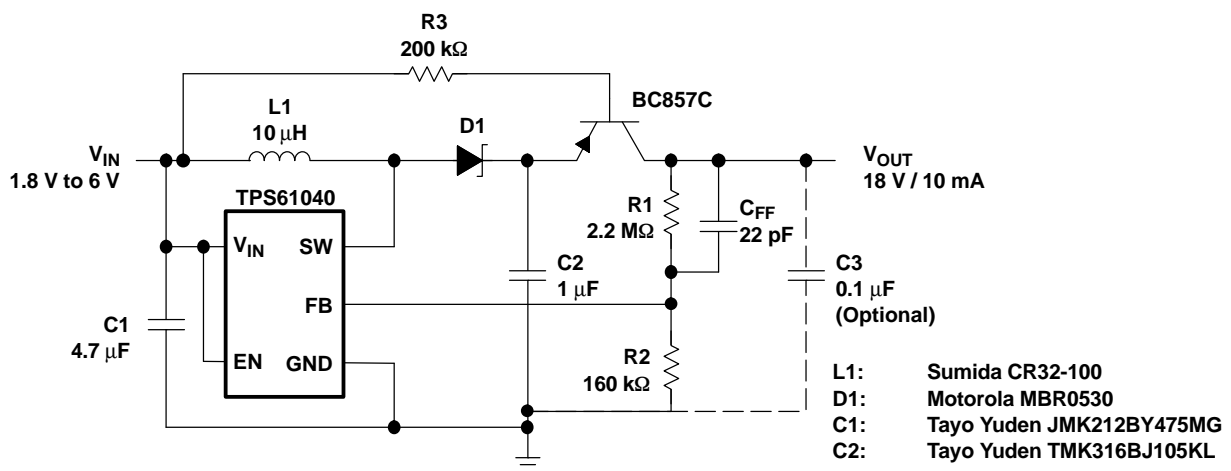 R3
200 kΩ
BC857C
L1
10 μH
D1
VIN
1.8 V to 6 V
VOUT
18 V / 10 mA
TPS61040
VIN
SW
FB
EN
GND
R1
2.2 MΩ
CFF
22 pF
C2
1 μF
C3
0.1 μF
(Optional)
C1
4.7 μF
R2
160 kΩ
L1: Sumida CR32-100
D1: Motorola MBR0530
C1: Tayo Yuden JMK212BY475MG
C2: Tayo Yuden TMK316BJ105KL